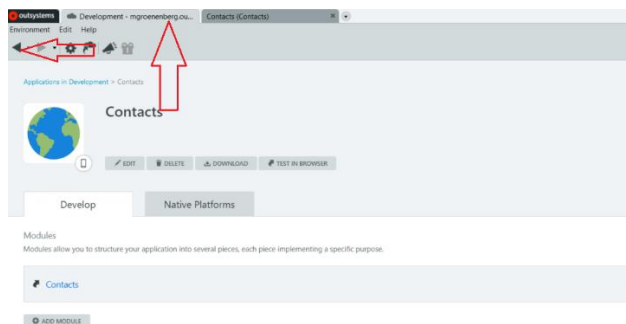 outsystems Development - mgroenenberg.ou... Contacts (Contacts) ×
Environment Edit Help
Applications in Development > Contacts
Contacts
EDIT DELETE DOWNLOAD TEST IN BROWSER
Develop Native Platforms
Modules
Modules allow you to structure your application into several pieces, each piece implementing a specific purpose.
Contacts
ADD MODULE